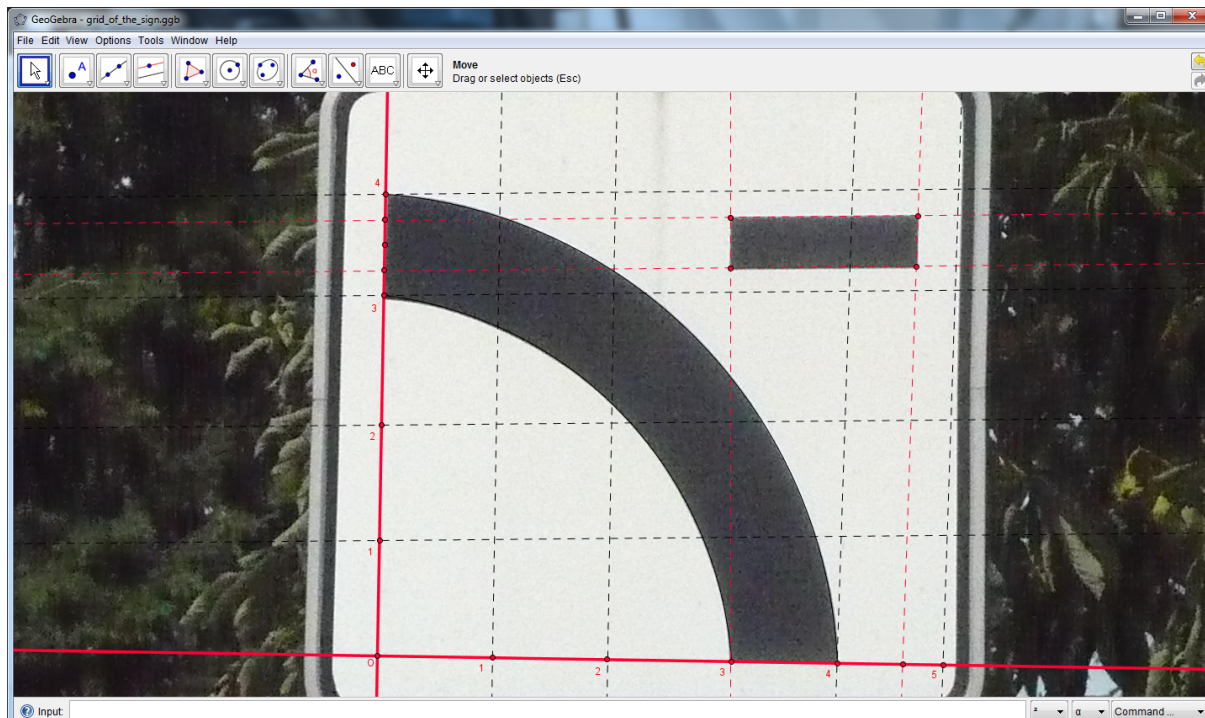 GeoGebra - grid_of_the_sign.ggb
File Edit View Options Tools Window Help
ABC
Move
Drag or select objects (Esc)
A
α
4
3
2
1
0
1
2
3
4
5
Input:
α
Command ...